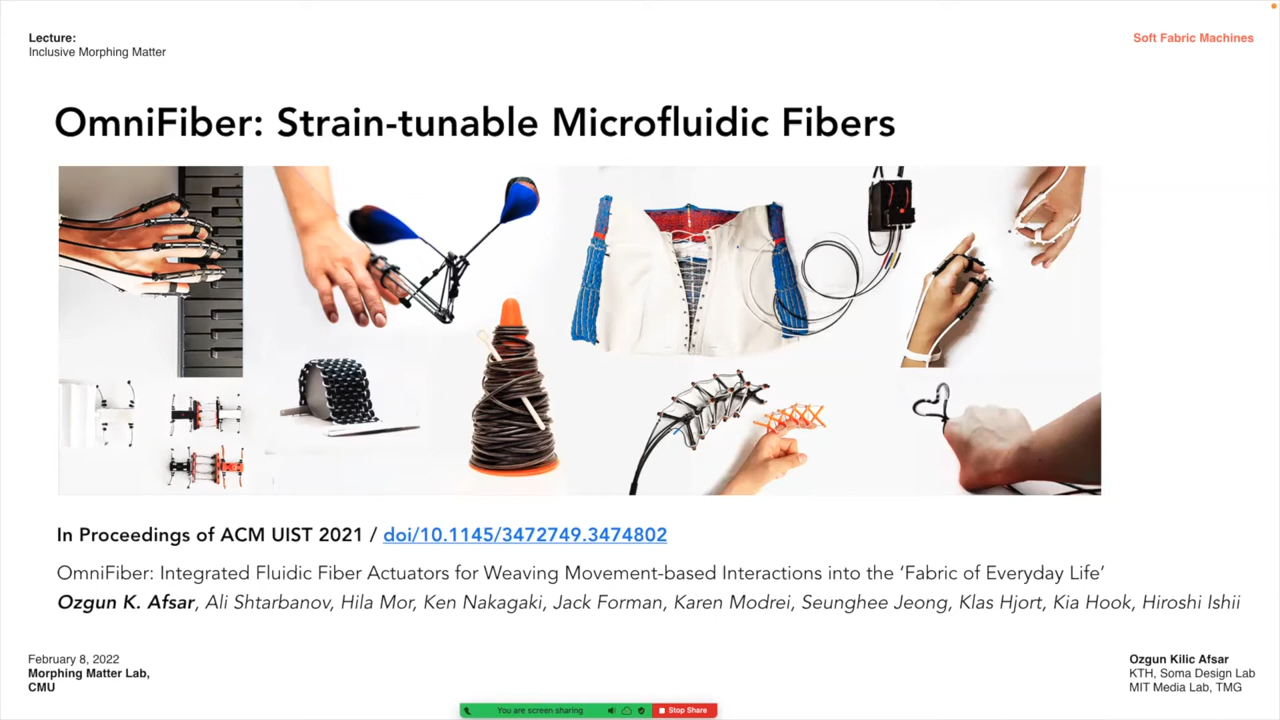 Lecture:
Inclusive Morphing Matter
Soft Fabric Machines
OmniFiber: Strain-tunable Microfluidic Fibers
In Proceedings of ACM UIST 2021 / doi/10.1145/3472749.3474802
OmniFiber: Integrated Fluidic Fiber Actuators for Weaving Movement-based Interactions into the ‘Fabric of Everyday Life’
Ozgun K. Afsar, Ali Shtarbanov, Hila Mor, Ken Nakagaki, Jack Forman, Karen Modrei, Seunghee Jeong, Klas Hjort, Kia Hook, Hiroshi Ishii
February 8, 2022
Morphing Matter Lab,
CMU
Ozgun Kilic Afsar
KTH, Soma Design Lab
MIT Media Lab, TMG
You are screen sharing
Stop Share